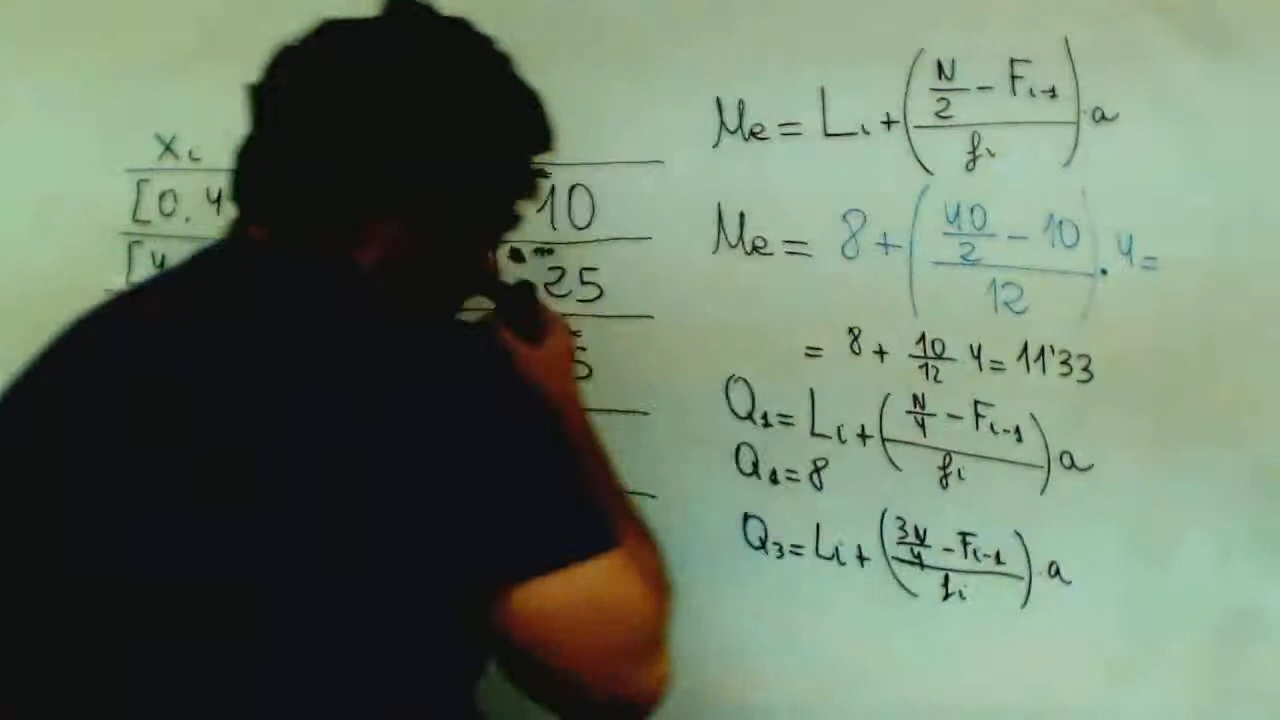 xᵢ
[0, 4
10
[4
25
5
Me = Lᵢ + ((N/2 - Fᵢ₋₁)/fᵢ) · a
Me = 8 + ((40/2 - 10)/12) · 4 =
= 8 + 10/12 4 = 11'33
Q₁ = Lᵢ + ((N/4 - Fᵢ₋₁)/fᵢ) a
Q₁ = 8
Q₃ = Lᵢ + ((3N/4 - Fᵢ₋₁)/fᵢ) · a